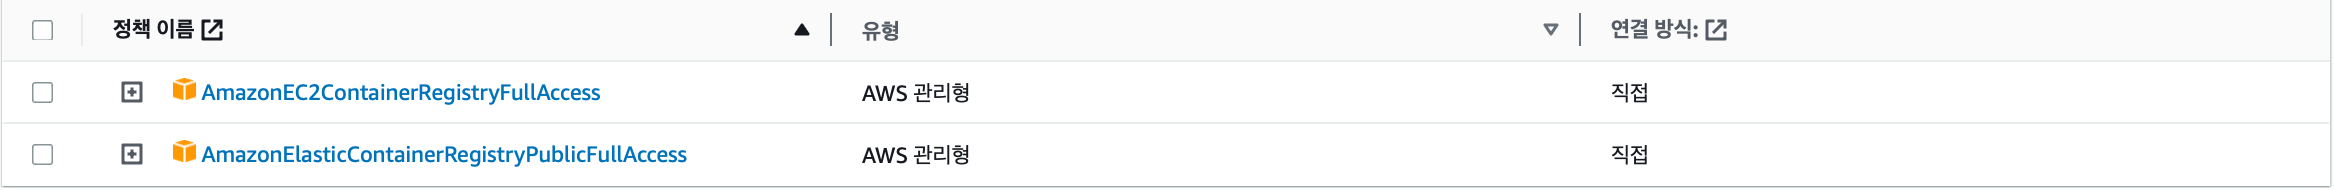 정책 이름 유형 연결 방식:
AmazonEC2ContainerRegistryFullAccess AWS 관리형 직접
AmazonElasticContainerRegistryPublicFullAccess AWS 관리형 직접